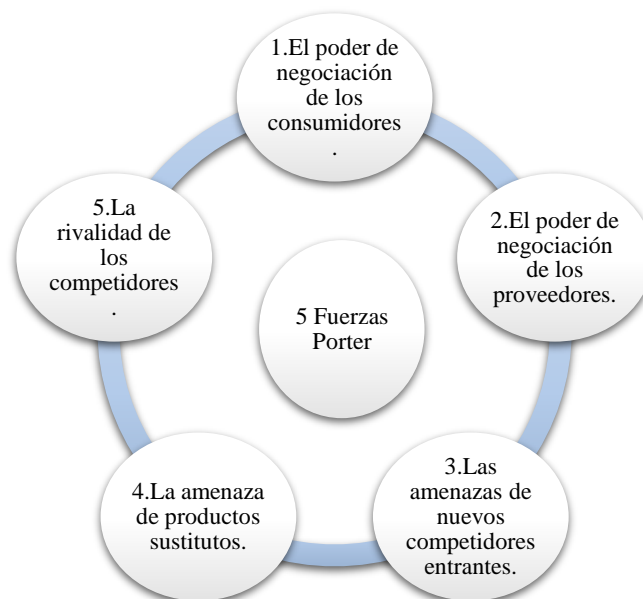 1.El poder de
negociación
de los
consumidores
.
2.El poder de
negociación
de los
proveedores.
3.Las
amenazas de
nuevos
competidores
entrantes.
4.La amenaza
de productos
sustitutos.
5.La
rivalidad de
los
competidores
.
5 Fuerzas
Porter